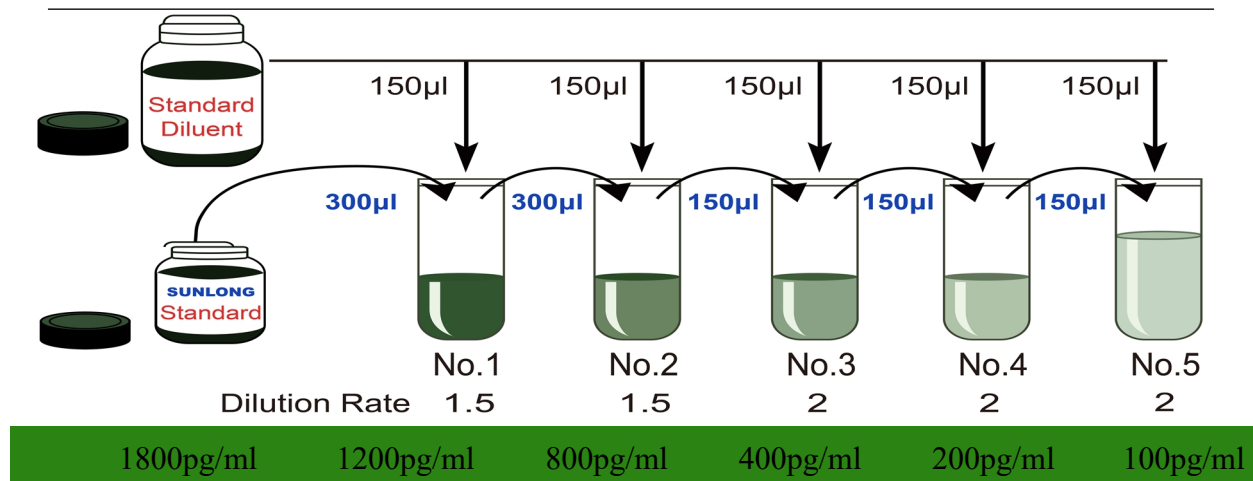 150µl 150µl 150µl 150µl 150µl
Standard
Diluent
300µl 300µl 150µl 150µl 150µl
SUNLONG
Standard
No.1 No.2 No.3 No.4 No.5
Dilution Rate 1.5 1.5 2 2 2
1800pg/ml 1200pg/ml 800pg/ml 400pg/ml 200pg/ml 100pg/ml